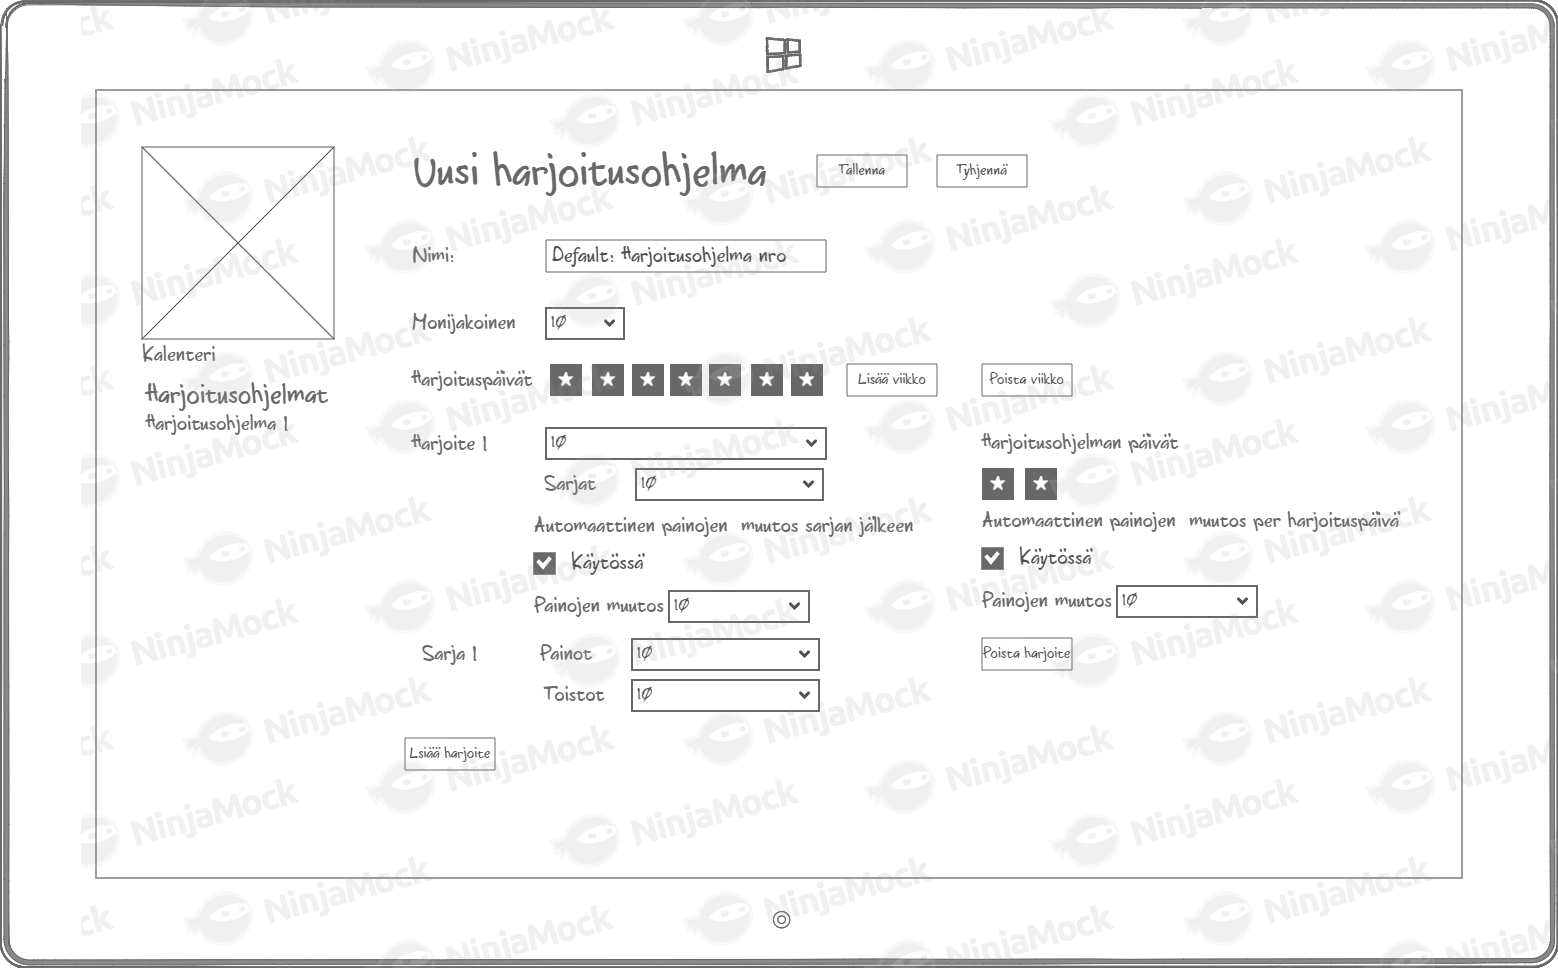 Uusi harjoitusohjelma
Tallenna
Tyhjennä
Nimi:
Default: Harjoitusohjelma nro
Monijakoinen
10
Kalenteri
Harjoitusohjelmat
Harjoitusohjelma 1
Harjoituspäivät
Lisää viikko
Poista viikko
Harjoite 1
10
Harjoitusohjelman päivät
Sarjat
10
Automaattinen painojen muutos sarjan jälkeen
Automaattinen painojen muutos per harjoituspäivä
Käytössä
Käytössä
Painojen muutos
10
Painojen muutos
10
Sarja 1
Painot
10
Poista harjoite
Toistot
10
Lsiää harjoite
NinjaMock